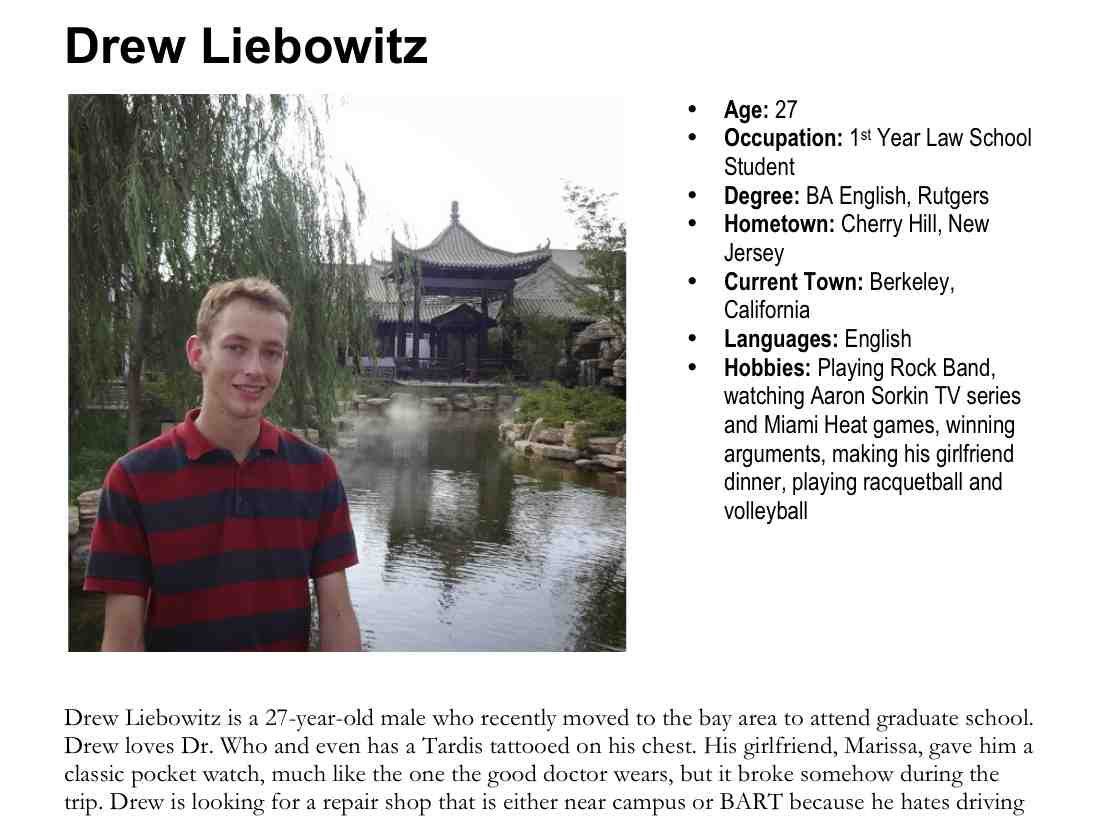 Drew Liebowitz
• Age: 27
• Occupation: 1st Year Law School
Student
• Degree: BA English, Rutgers
• Hometown: Cherry Hill, New
Jersey
• Current Town: Berkeley,
California
• Languages: English
• Hobbies: Playing Rock Band,
watching Aaron Sorkin TV series
and Miami Heat games, winning
arguments, making his girlfriend
dinner, playing racquetball and
volleyball
Drew Liebowitz is a 27-year-old male who recently moved to the bay area to attend graduate school.
Drew loves Dr. Who and even has a Tardis tattooed on his chest. His girlfriend, Marissa, gave him a
classic pocket watch, much like the one the good doctor wears, but it broke somehow during the
trip. Drew is looking for a repair shop that is either near campus or BART because he hates driving